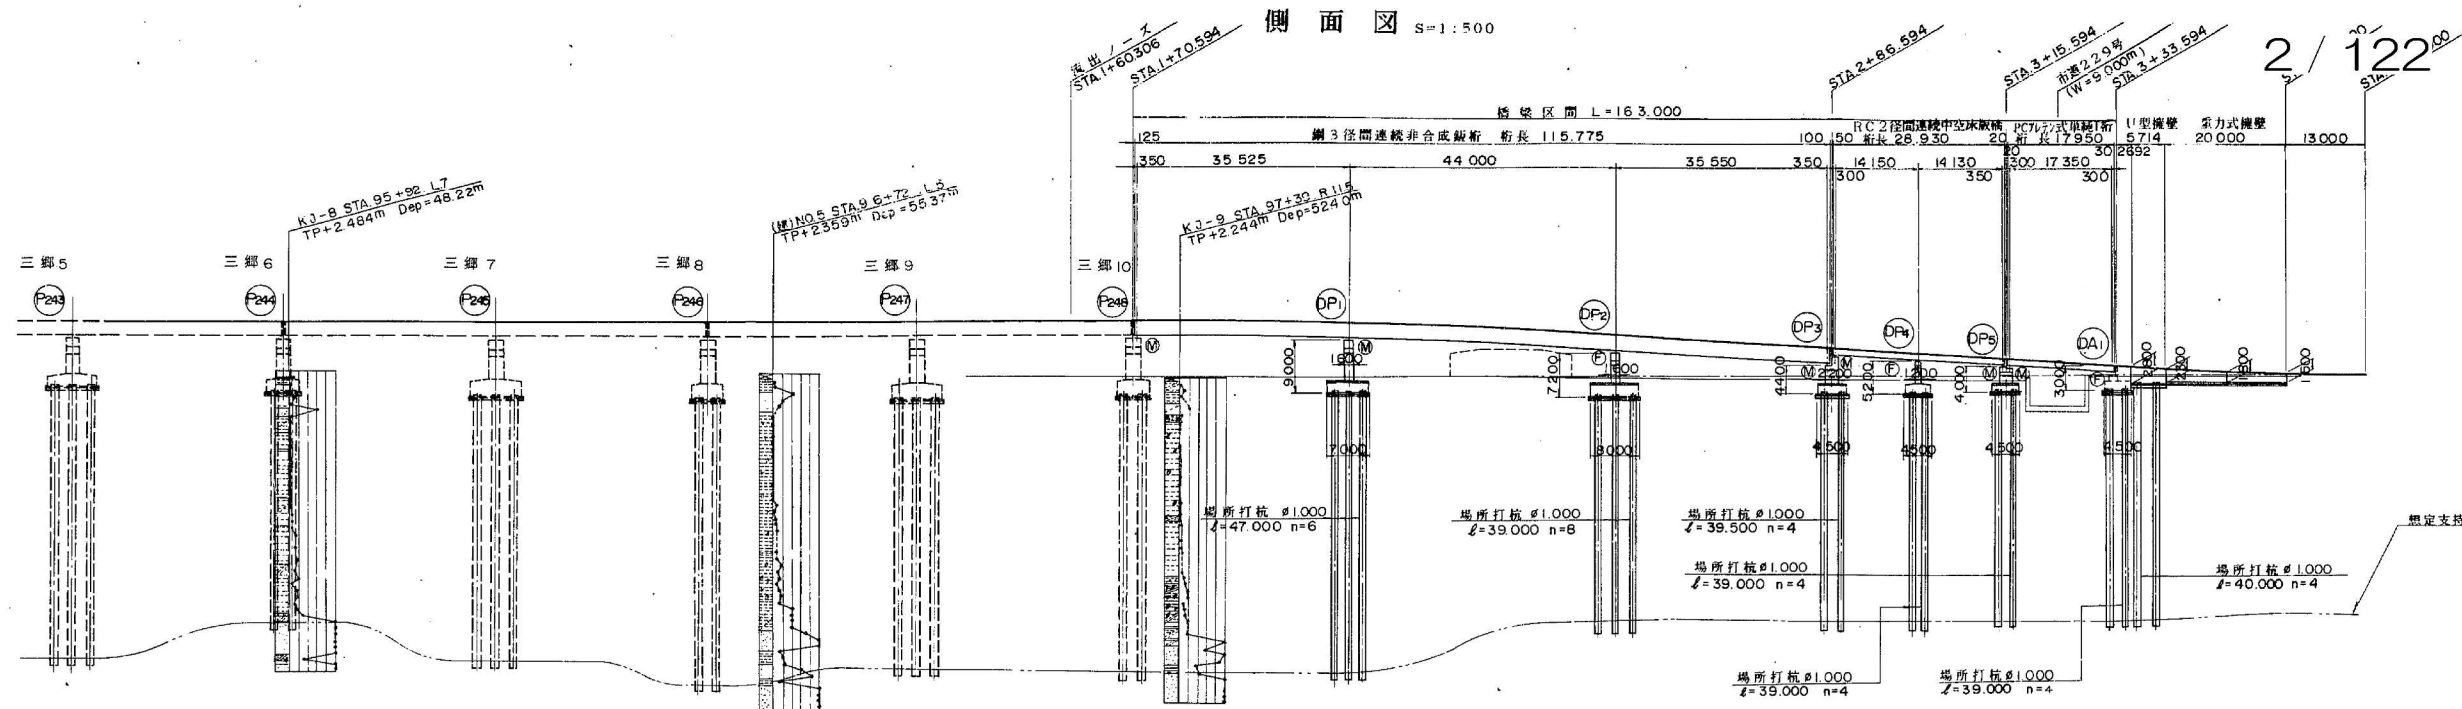 側面図 S=1:500
2/122
流出ノーズ
STA.1+60.306
STA.1+70.594
STA.2+86.594
STA.3+15.594
市道229号
(W=9.000m)
STA.3+33.594
橋梁区間 L=163.000
125 鋼3径間連続非合成鈑桁 桁長 115.775 100
RC2径間連続中空床版橋
50 桁長 28.930 20
PCプレテン式単純T桁
桁長 17.950
U型擁壁
5714
重力式擁壁
20 000
13 000
20
30 2692
350 35 525 44 000 35 550 350 14 150 14 130 300 17 350
300 350 300
KJ-8 STA.95+92 L7
TP+2.484m Dep=48.22m
NO.5 STA.96+72 L5
TP+2.359m Dep=55.37m
KJ-9 STA.97+39 R11.5
TP+2.244m Dep=52.40m
三郷5 三郷6 三郷7 三郷8 三郷9 三郷10
P243 P244 P245 P246 P247 P248 DP1 DP2 DP3 DP4 DP5 DA1
M M F M M F M M F
9000 7200 4400 5200 4000 3000
7000 8000 4500 4500 4500 4500
場所打杭 ø1.000
ℓ=47.000 n=6
場所打杭 ø1.000
ℓ=39.000 n=8
場所打杭 ø1.000
ℓ=39.500 n=4
場所打杭 ø1.000
ℓ=39.000 n=4
場所打杭 ø1.000
ℓ=40.000 n=4
場所打杭 ø1.000
ℓ=39.000 n=4
場所打杭 ø1.000
ℓ=39.000 n=4
想定支持